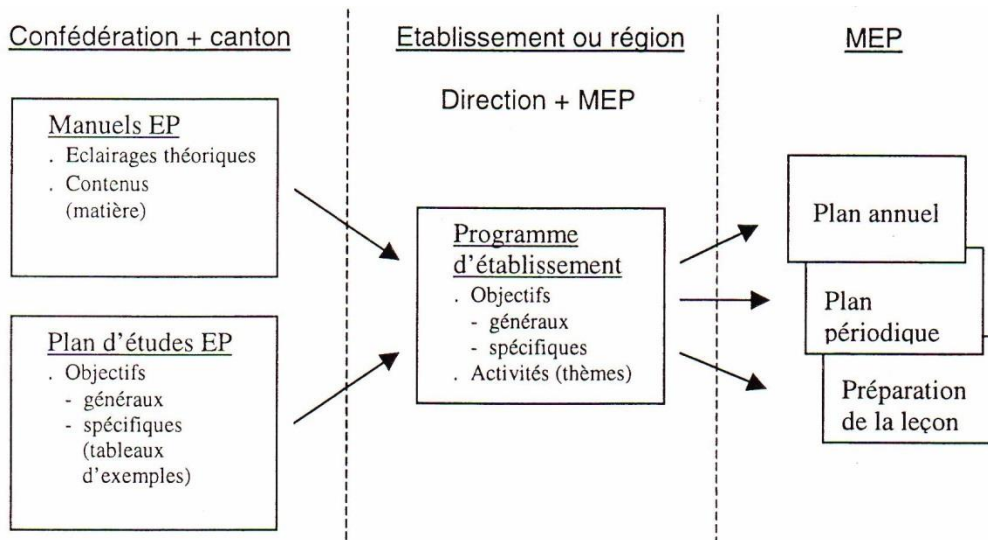 Confédération + canton
Etablissement ou région
MEP
Direction + MEP
Manuels EP
. Eclairages théoriques
. Contenus
(matière)
Plan d'études EP
. Objectifs
- généraux
- spécifiques
(tableaux
d'exemples)
Programme
d'établissement
. Objectifs
- généraux
- spécifiques
. Activités (thèmes)
Plan annuel
Plan
périodique
Préparation
de la leçon